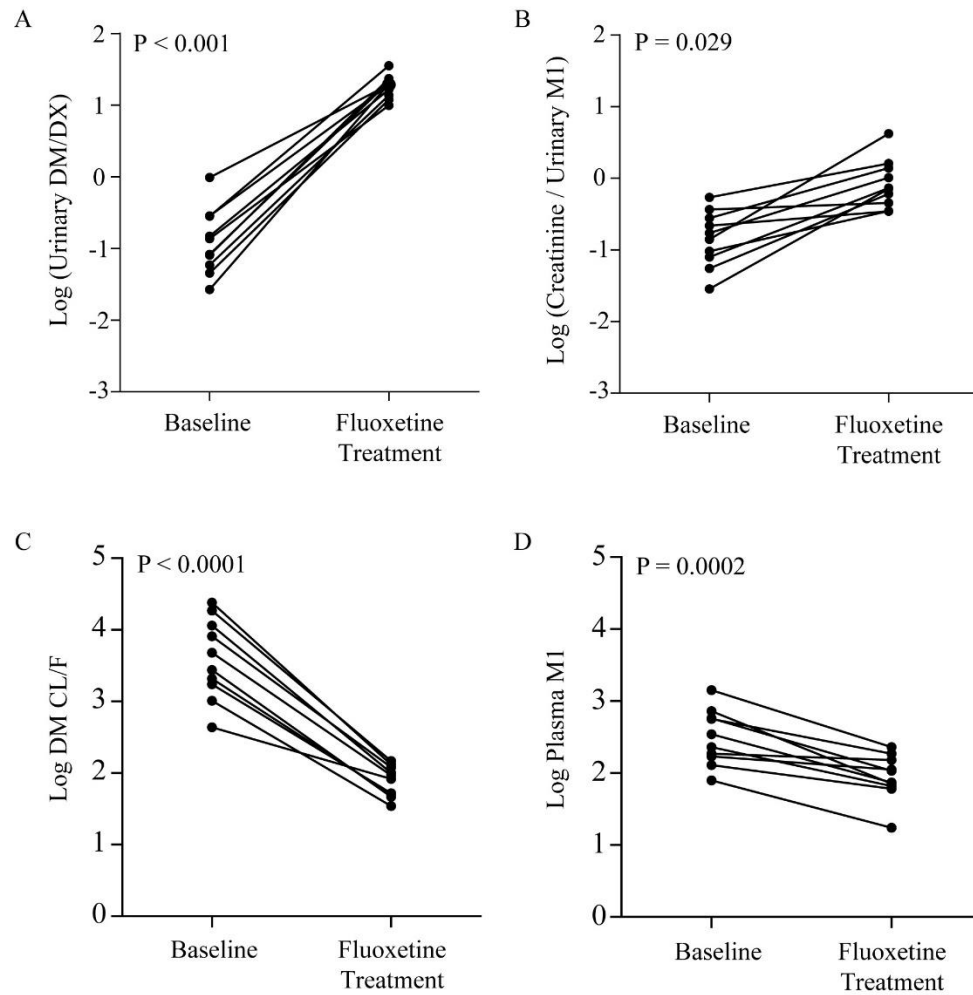 A
P < 0.001
Log (Urinary DM/DX)
2
1
0
-1
-2
-3
Baseline
Fluoxetine
Treatment
B
P = 0.029
Log (Creatinine / Urinary M1)
2
1
0
-1
-2
-3
Baseline
Fluoxetine
Treatment
C
P < 0.0001
Log DM CL/F
5
4
3
2
1
0
Baseline
Fluoxetine
Treatment
D
P = 0.0002
Log Plasma M1
5
4
3
2
1
0
Baseline
Fluoxetine
Treatment